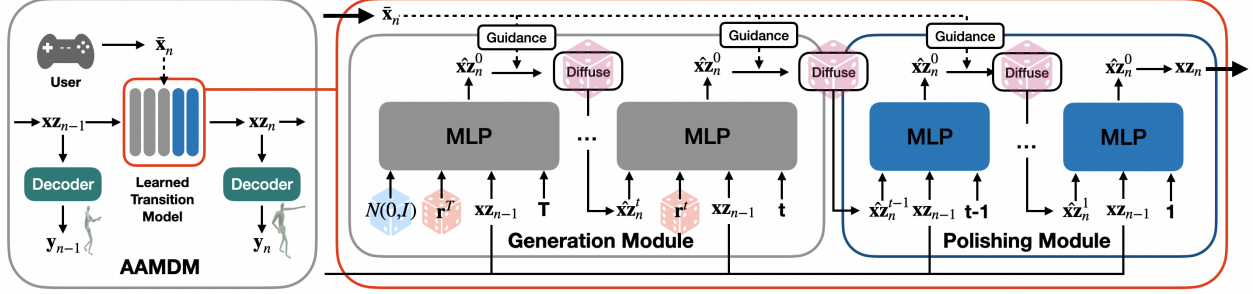 User
x̄ₙ
xzₙ₋₁
xzₙ
Decoder
Learned
Transition
Model
Decoder
yₙ₋₁
yₙ
AAMDM
x̄ₙ
Guidance
Guidance
Guidance
x̂zₙ⁰
Diffuse
x̂zₙ⁰
Diffuse
x̂zₙ⁰
Diffuse
x̂zₙ⁰
xzₙ
MLP
...
MLP
MLP
...
MLP
N(0,I)
rᵀ
xzₙ₋₁
T
x̂zₙᵗ
rᵗ
xzₙ₋₁
t
x̂zₙᵗ⁻¹
xzₙ₋₁
t-1
x̂zₙ¹
xzₙ₋₁
1
Generation Module
Polishing Module